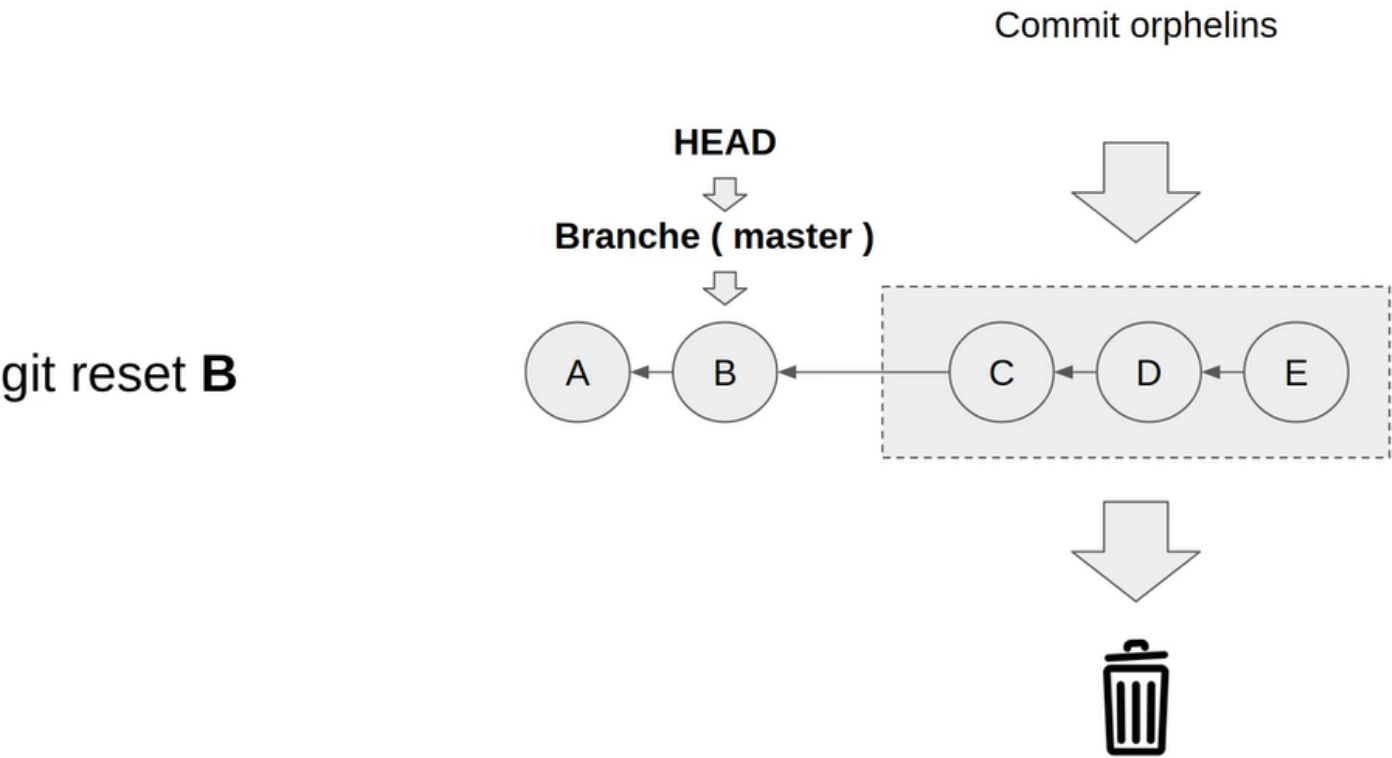 Commit orphelins
HEAD
Branche ( master )
git reset B
A
B
C
D
E